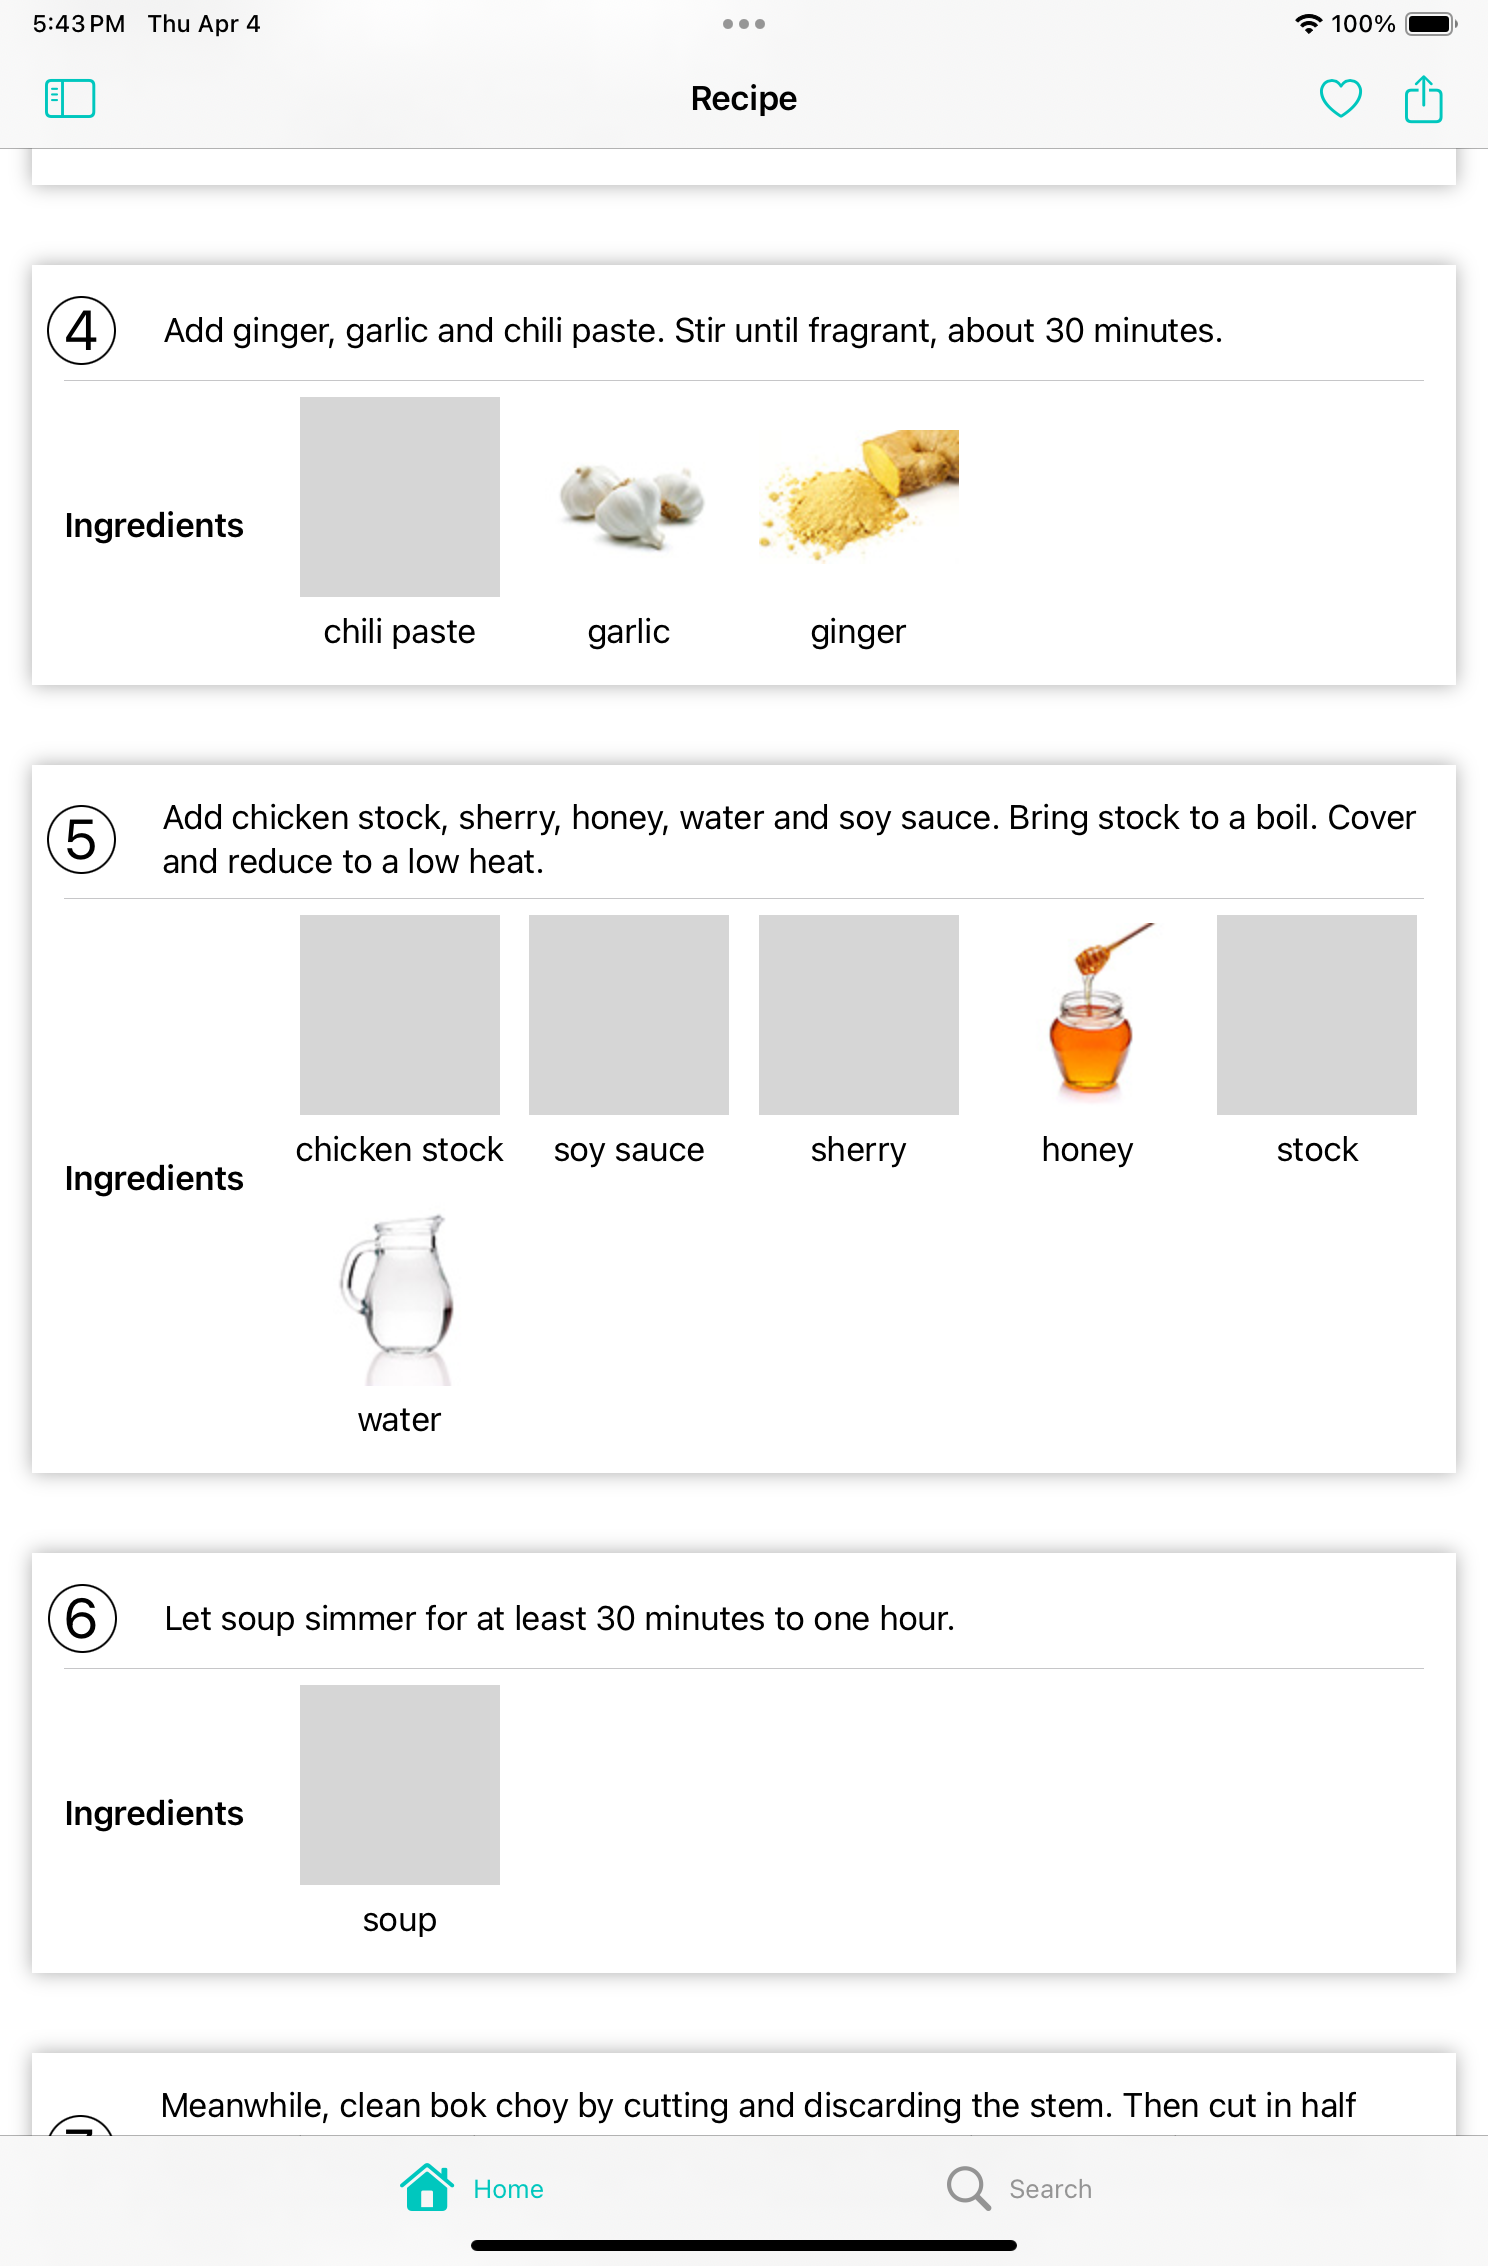 5:43 PM Thu Apr 4
100%
Recipe
4 Add ginger, garlic and chili paste. Stir until fragrant, about 30 minutes.
Ingredients
chili paste garlic ginger
5 Add chicken stock, sherry, honey, water and soy sauce. Bring stock to a boil. Cover
and reduce to a low heat.
chicken stock soy sauce sherry honey stock
Ingredients
water
6 Let soup simmer for at least 30 minutes to one hour.
Ingredients
soup
Meanwhile, clean bok choy by cutting and discarding the stem. Then cut in half
Home Search